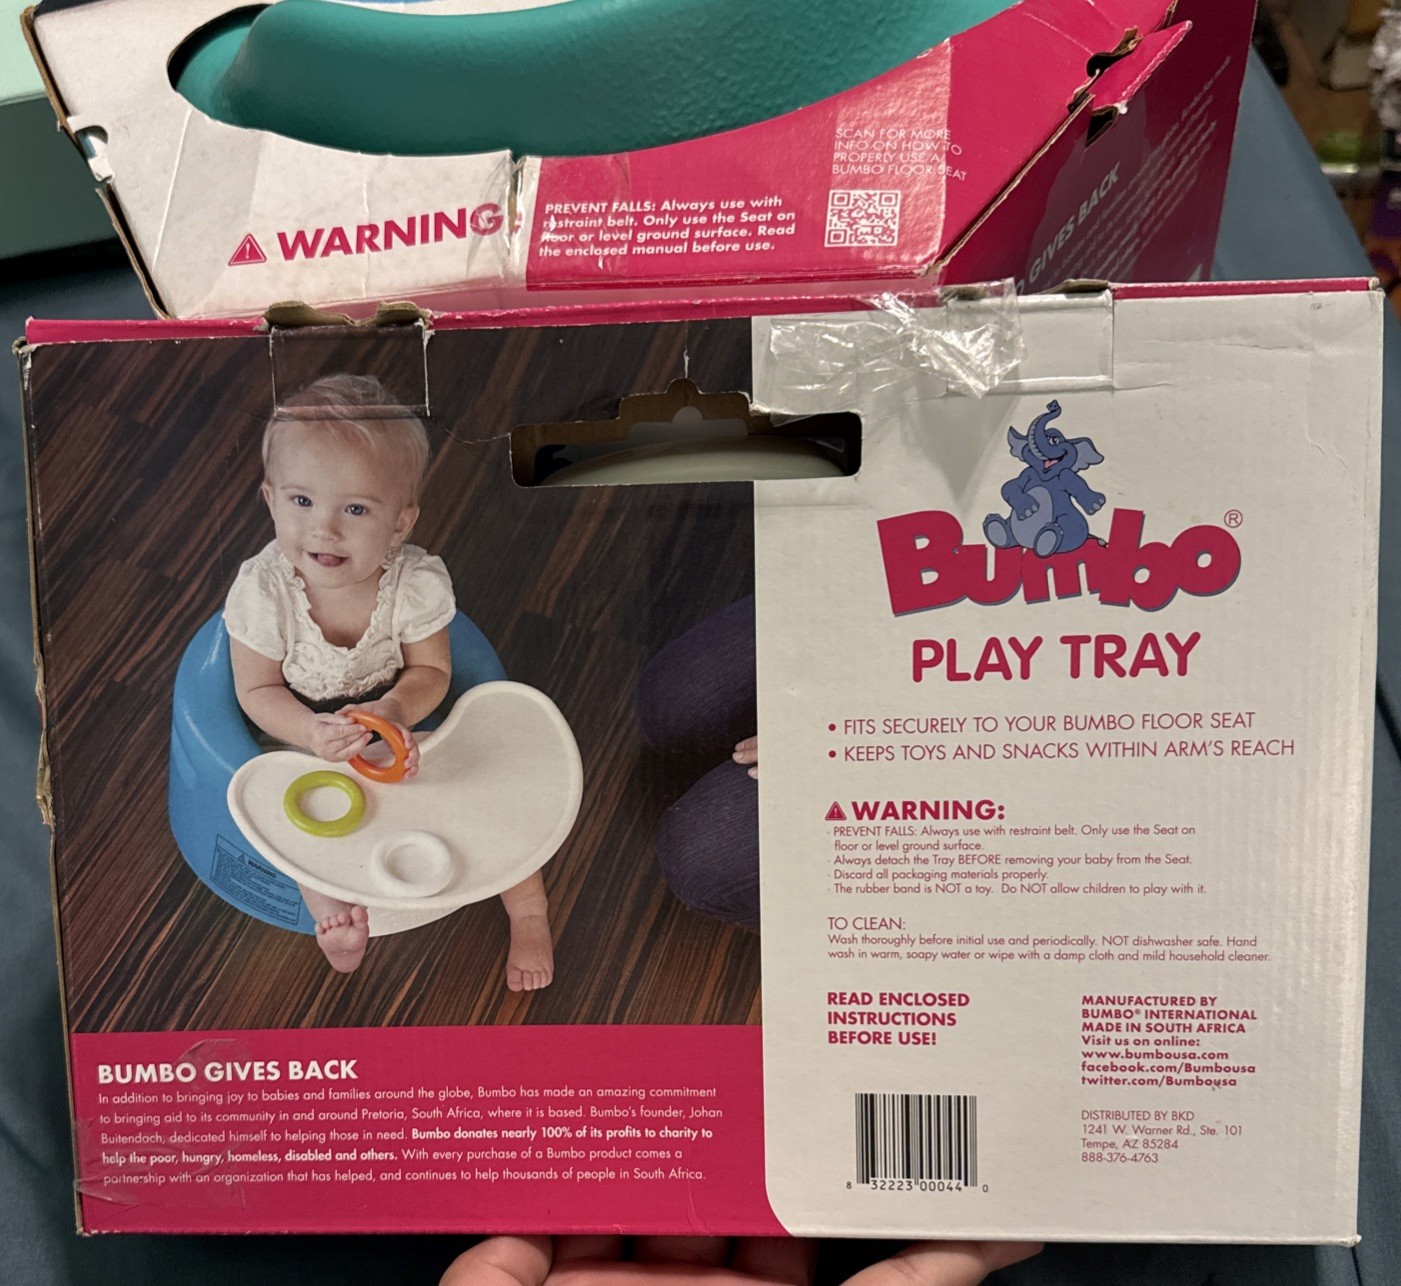 WARNING
PREVENT FALLS: Always use with
restraint belt. Only use the Seat on
floor or level ground surface. Read
the enclosed manual before use.
SCAN FOR MORE
INFO ON HOW TO
PROPERLY USE A
BUMBO FLOOR SEAT
GIVES BACK
Bumbo®
PLAY TRAY
• FITS SECURELY TO YOUR BUMBO FLOOR SEAT
• KEEPS TOYS AND SNACKS WITHIN ARM'S REACH
WARNING:
· PREVENT FALLS: Always use with restraint belt. Only use the Seat on
floor or level ground surface.
· Always detach the Tray BEFORE removing your baby from the Seat.
· Discard all packaging materials properly.
· The rubber band is NOT a toy. Do NOT allow children to play with it.
TO CLEAN:
Wash thoroughly before initial use and periodically. NOT dishwasher safe. Hand
wash in warm, soapy water or wipe with a damp cloth and mild household cleaner.
READ ENCLOSED
INSTRUCTIONS
BEFORE USE!
MANUFACTURED BY
BUMBO® INTERNATIONAL
MADE IN SOUTH AFRICA
Visit us on online:
www.bumbousa.com
facebook.com/Bumbousa
twitter.com/Bumbousa
DISTRIBUTED BY BKD
1241 W. Warner Rd., Ste. 101
Tempe, AZ 85284
888-376-4763
8 32223 00044 0
WARNING
BUMBO GIVES BACK
In addition to bringing joy to babies and families around the globe, Bumbo has made an amazing commitment
to bringing aid to its community in and around Pretoria, South Africa, where it is based. Bumbo's founder, Johan
Buitendach, dedicated himself to helping those in need. Bumbo donates nearly 100% of its profits to charity to
help the poor, hungry, homeless, disabled and others. With every purchase of a Bumbo product comes a
partnership with an organization that has helped, and continues to help thousands of people in South Africa.